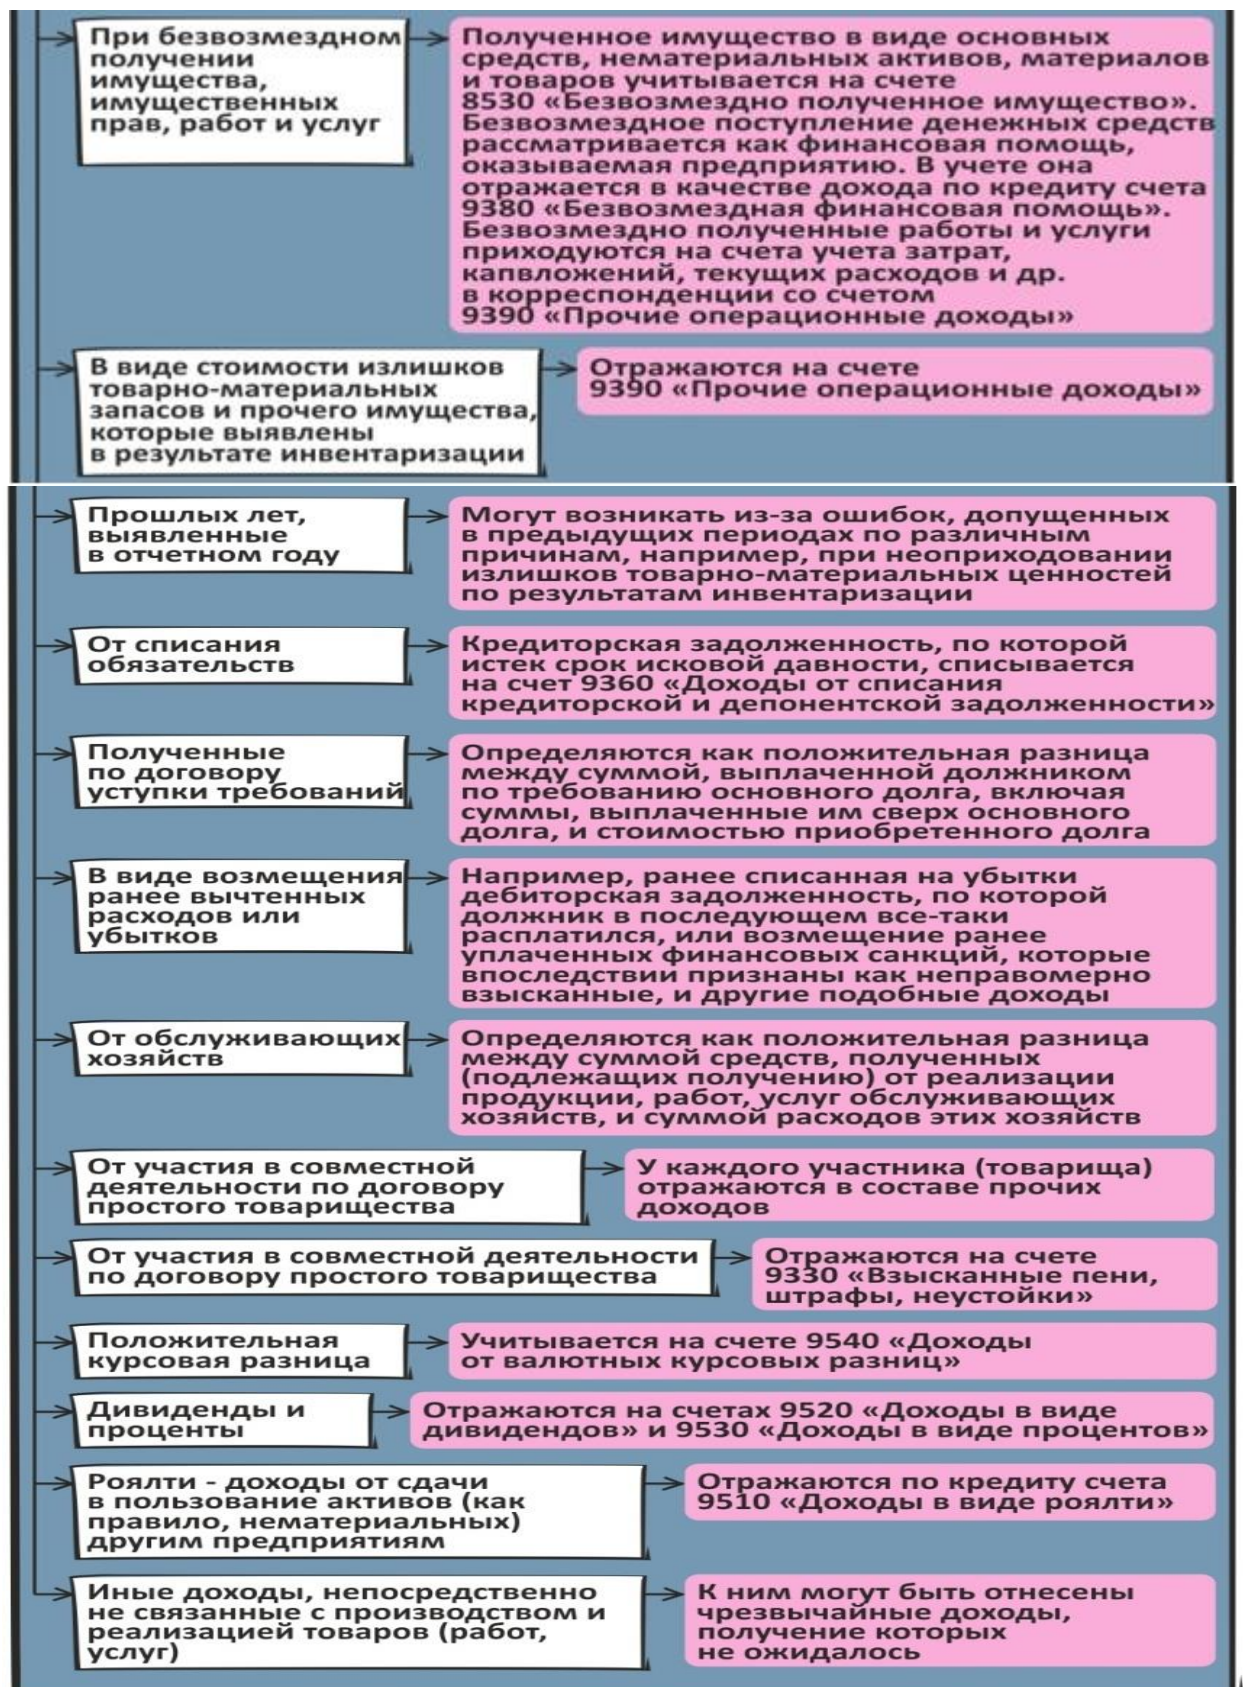 При безвозмездном
получении
имущества,
имущественных
прав, работ и услуг
Полученное имущество в виде основных
средств, нематериальных активов, материалов
и товаров учитывается на счете
8530 «Безвозмездно полученное имущество».
Безвозмездное поступление денежных средств
рассматривается как финансовая помощь,
оказываемая предприятию. В учете она
отражается в качестве дохода по кредиту счета
9380 «Безвозмездная финансовая помощь».
Безвозмездно полученные работы и услуги
приходуются на счета учета затрат,
капвложений, текущих расходов и др.
в корреспонденции со счетом
9390 «Прочие операционные доходы»
В виде стоимости излишков
товарно-материальных
запасов и прочего имущества,
которые выявлены
в результате инвентаризации
Отражаются на счете
9390 «Прочие операционные доходы»
Прошлых лет,
выявленные
в отчетном году
Могут возникать из-за ошибок, допущенных
в предыдущих периодах по различным
причинам, например, при неоприходовании
излишков товарно-материальных ценностей
по результатам инвентаризации
От списания
обязательств
Кредиторская задолженность, по которой
истек срок исковой давности, списывается
на счет 9360 «Доходы от списания
кредиторской и депонентской задолженности»
Полученные
по договору
уступки требований
Определяются как положительная разница
между суммой, выплаченной должником
по требованию основного долга, включая
суммы, выплаченные им сверх основного
долга, и стоимостью приобретенного долга
В виде возмещения
ранее вычтенных
расходов или
убытков
Например, ранее списанная на убытки
дебиторская задолженность, по которой
должник в последующем все-таки
расплатился, или возмещение ранее
уплаченных финансовых санкций, которые
впоследствии признаны как неправомерно
взысканные, и другие подобные доходы
От обслуживающих
хозяйств
Определяются как положительная разница
между суммой средств, полученных
(подлежащих получению) от реализации
продукции, работ, услуг обслуживающих
хозяйств, и суммой расходов этих хозяйств
От участия в совместной
деятельности по договору
простого товарищества
У каждого участника (товарища)
отражаются в составе прочих
доходов
От участия в совместной деятельности
по договору простого товарищества
Отражаются на счете
9330 «Взысканные пени,
штрафы, неустойки»
Положительная
курсовая разница
Учитывается на счете 9540 «Доходы
от валютных курсовых разниц»
Дивиденды и
проценты
Отражаются на счетах 9520 «Доходы в виде
дивидендов» и 9530 «Доходы в виде процентов»
Роялти - доходы от сдачи
в пользование активов (как
правило, нематериальных)
другим предприятиям
Отражаются по кредиту счета
9510 «Доходы в виде роялти»
Иные доходы, непосредственно
не связанные с производством и
реализацией товаров (работ,
услуг)
К ним могут быть отнесены
чрезвычайные доходы,
получение которых
не ожидалось